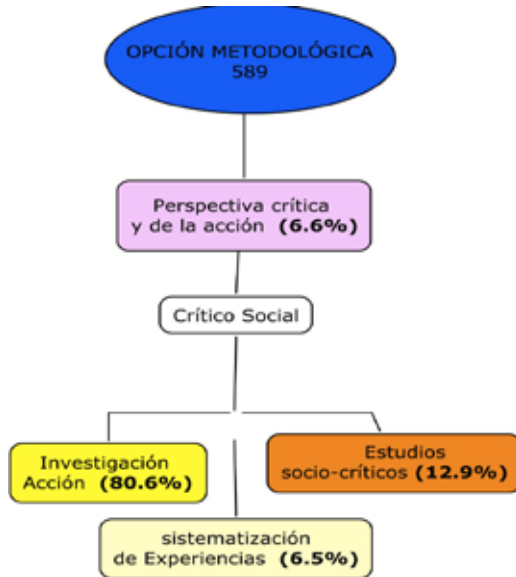 OPCIÓN METODOLÓGICA
589
Perspectiva crítica
y de la acción (6.6%)
Crítico Social
Investigación
Acción (80.6%)
Estudios
socio-críticos (12.9%)
sistematización
de Experiencias (6.5%)